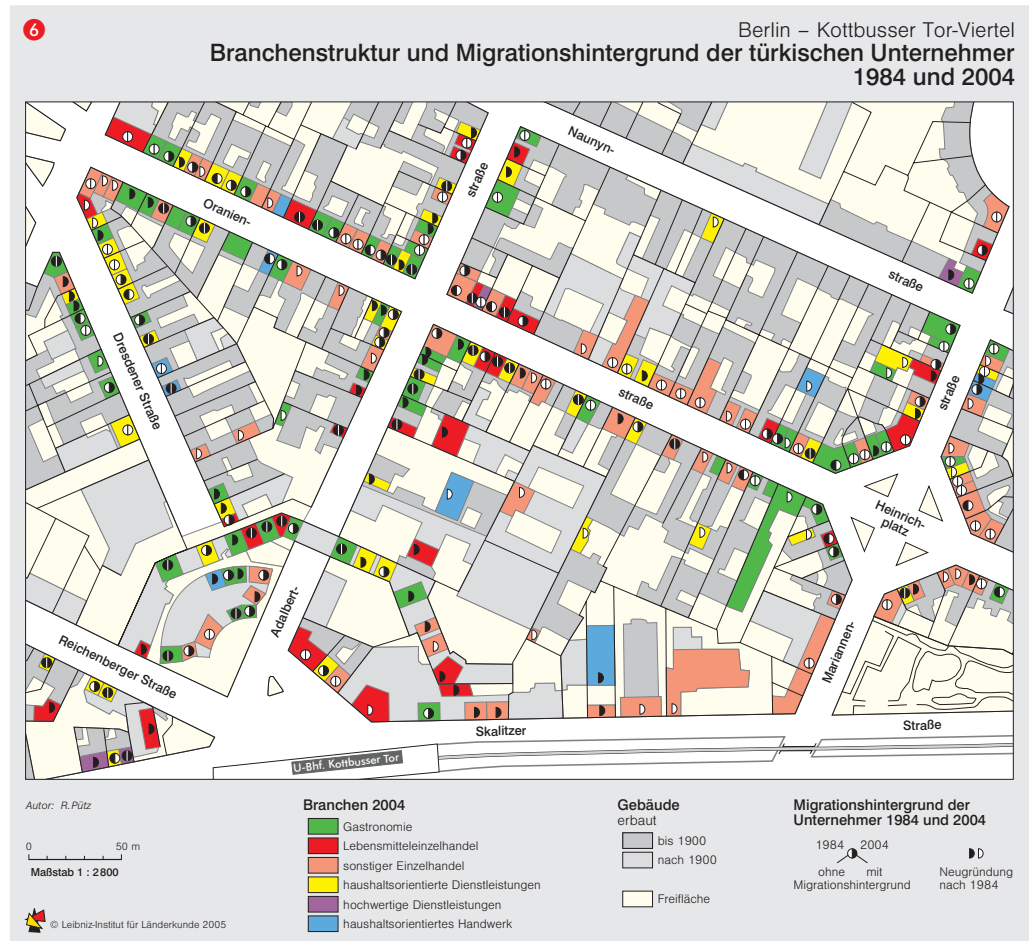 6
Berlin – Kottbusser Tor-Viertel
Branchenstruktur und Migrationshintergrund der türkischen Unternehmer
1984 und 2004
Naunyn-
straße
Oranien-
straße
straße
straße
Dresdener Straße
Heinrich-
platz
Adalbert-
Mariannen-
Reichenberger Straße
Skalitzer
Straße
U-Bhf. Kottbusser Tor
Autor: R.Pütz
0 50 m
Maßstab 1 : 2800
© Leibniz-Institut für Länderkunde 2005
Branchen 2004
Gastronomie
Lebensmitteleinzelhandel
sonstiger Einzelhandel
haushaltsorientierte Dienstleistungen
hochwertige Dienstleistungen
haushaltsorientiertes Handwerk
Gebäude
erbaut
bis 1900
nach 1900
Freifläche
Migrationshintergrund der
Unternehmer 1984 und 2004
1984 2004
ohne mit
Migrationshintergrund
Neugründung
nach 1984